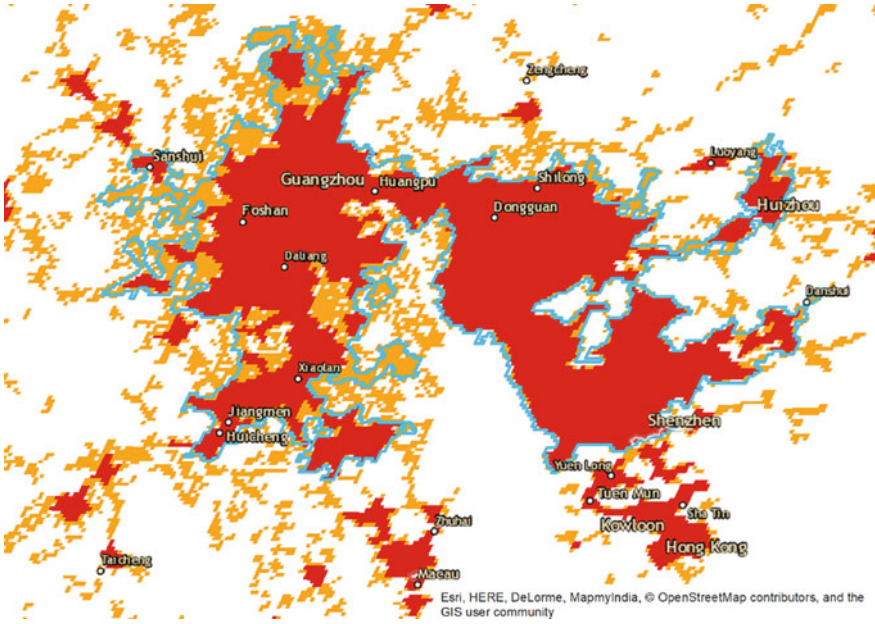 Zengcheng
Sanshui
Luoyang
Guangzhou
Huangpu
Shilong
Foshan
Dongguan
Huizhou
Daliang
Danshui
Xiaolan
Jiangmen
Huicheng
Shenzhen
Yuen Long
Tuen Mun
Sha Tin
Kowloon
Zhuhai
Hong Kong
Taicheng
Macau
Esri, HERE, DeLorme, MapmyIndia, © OpenStreetMap contributors, and the
GIS user community